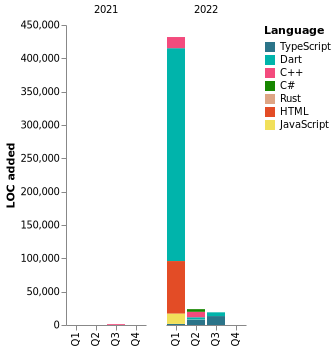 2021 2022
Language
TypeScript
Dart
C++
C#
Rust
HTML
JavaScript
LOC added
450,000
400,000
350,000
300,000
250,000
200,000
150,000
100,000
50,000
0
Q1 Q2 Q3 Q4 Q1 Q2 Q3 Q4